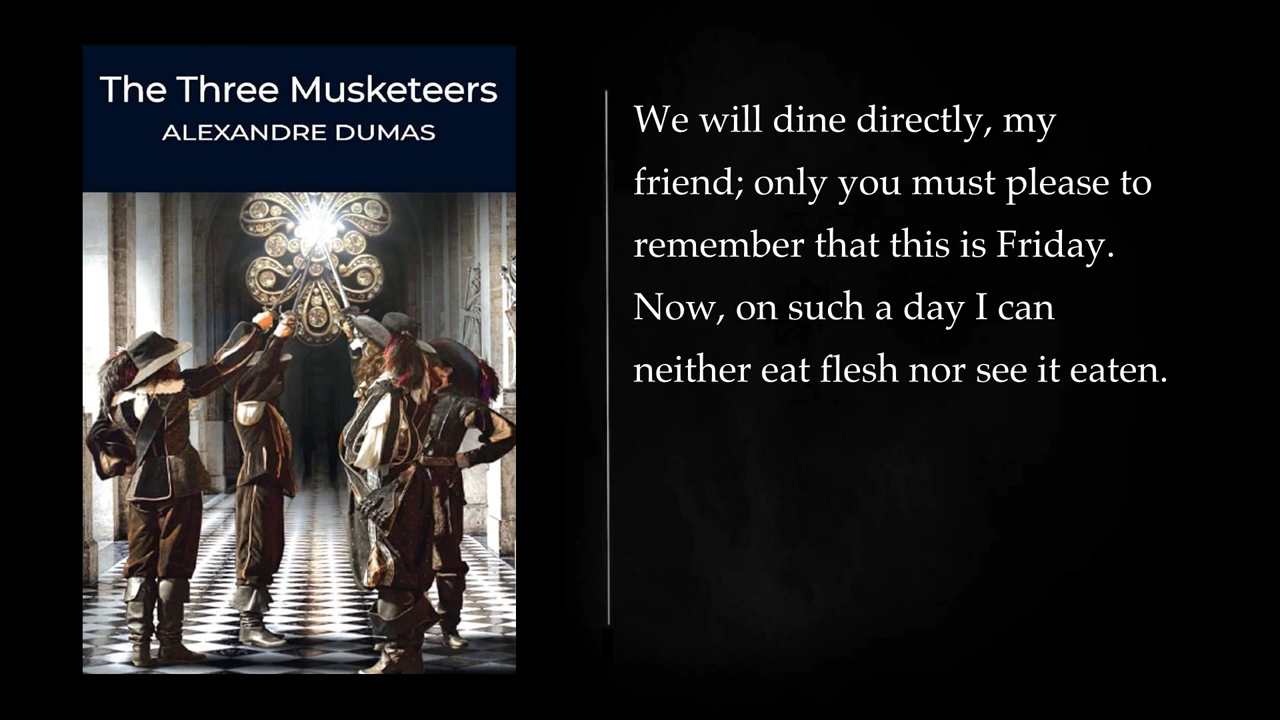 The Three Musketeers
ALEXANDRE DUMAS
We will dine directly, my
friend; only you must please to
remember that this is Friday.
Now, on such a day I can
neither eat flesh nor see it eaten.